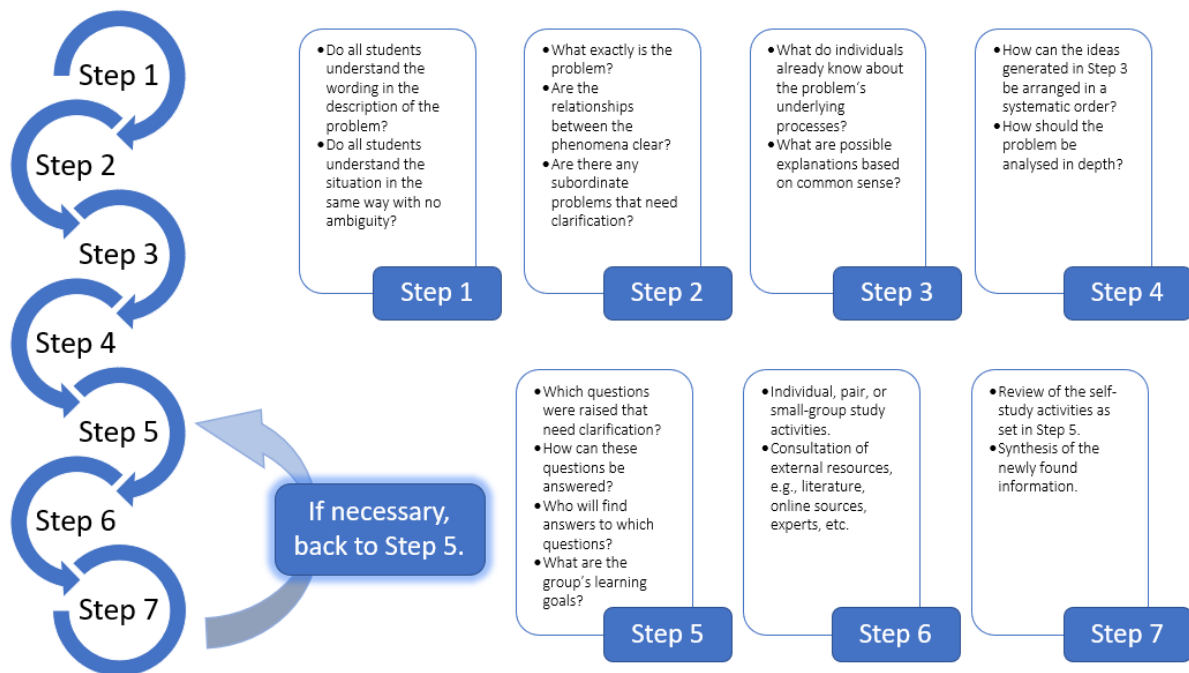 Step 1
Step 2
Step 3
Step 4
Step 5
Step 6
Step 7
If necessary,
back to Step 5.
•Do all students
understand the
wording in the
description of the
problem?
•Do all students
understand the
situation in the
same way with no
ambiguity?
Step 1
•What exactly is the
problem?
•Are the
relationships
between the
phenomena clear?
•Are there any
subordinate
problems that need
clarification?
Step 2
•What do individuals
already know about
the problem's
underlying
processes?
•What are possible
explanations based
on common sense?
Step 3
•How can the ideas
generated in Step 3
be arranged in a
systematic order?
•How should the
problem be
analysed in depth?
Step 4
•Which questions
were raised that
need clarification?
•How can these
questions be
answered?
•Who will find
answers to which
questions?
•What are the
group's learning
goals?
Step 5
•Individual, pair, or
small-group study
activities.
•Consultation of
external resources,
e.g., literature,
online sources,
experts, etc.
Step 6
•Review of the self-
study activities as
set in Step 5.
•Synthesis of the
newly found
information.
Step 7